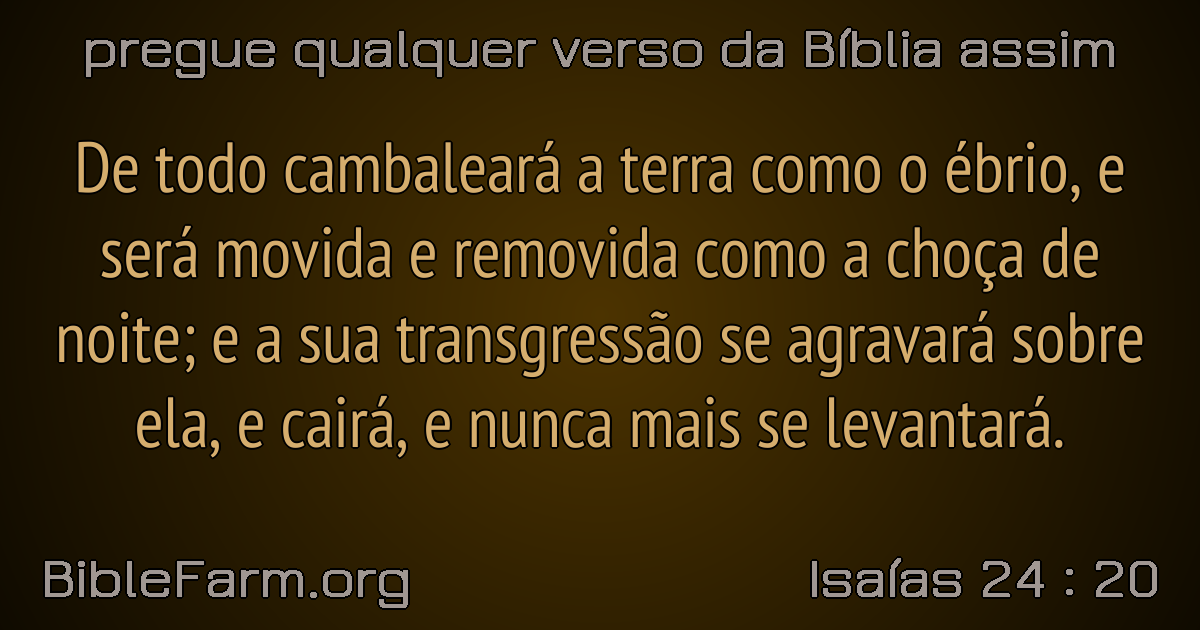 pregue qualquer verso da Bíblia assim
De todo cambaleará a terra como o ébrio, e
será movida e removida como a choça de
noite; e a sua transgressão se agravará sobre
ela, e cairá, e nunca mais se levantará.
BibleFarm.org
Isaías 24 : 20